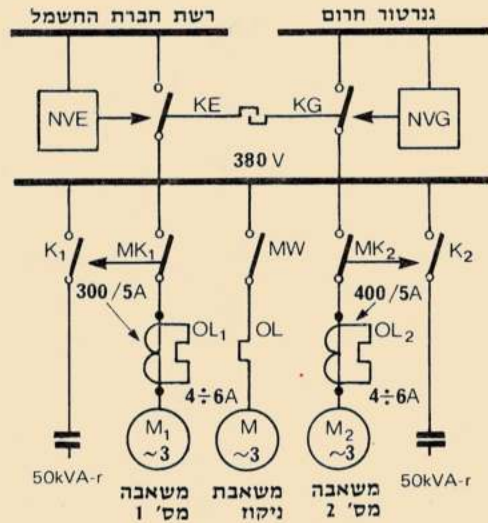 רשת חברת החשמל
גנרטור חרום
NVE
KE
KG
NVG
380 V
K₁
MK₁
MW
MK₂
K₂
300/5A
400/5A
OL₁
OL
OL₂
4÷6A
4÷6A
M₁
~3
M
~3
M₂
~3
50kVA-r
50kVA-r
משאבה
מס' 1
משאבת
ניקוז
משאבה
מס' 2